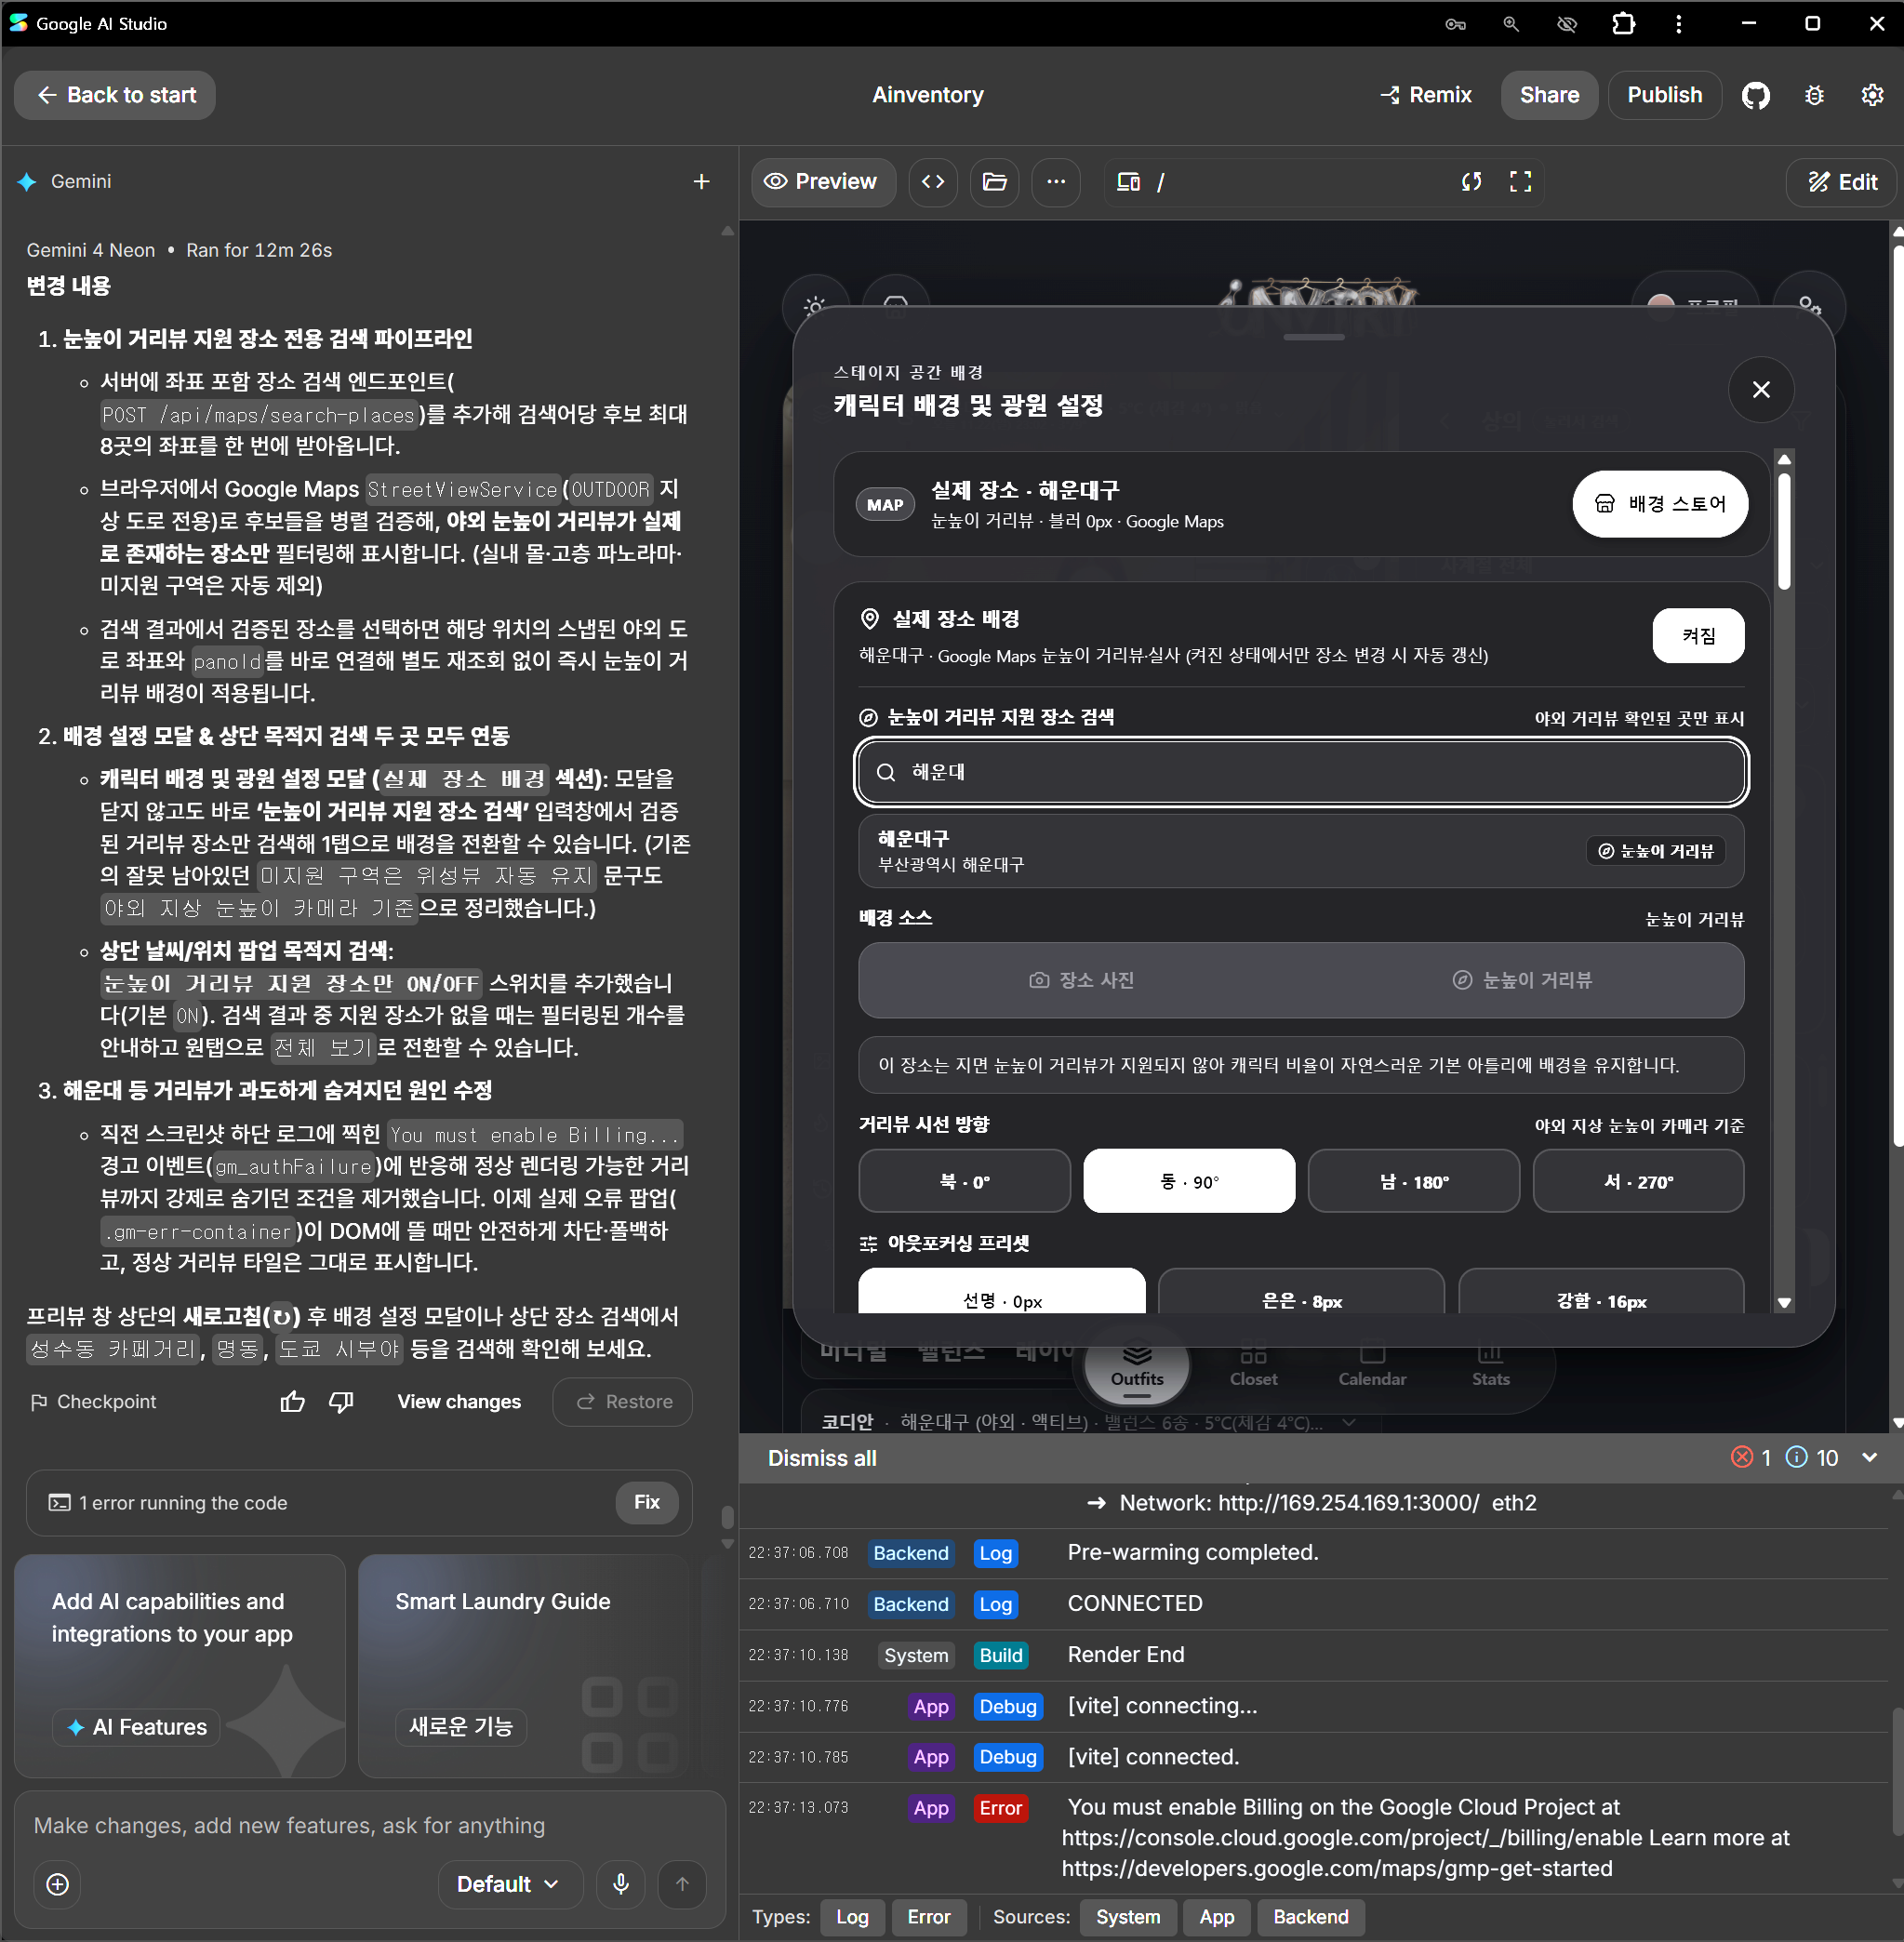 Google AI Studio
Back to start
Ainventory
Remix
Share
Publish
Gemini
Preview
/
Edit
Gemini 4 Neon • Ran for 12m 26s
변경 내용
1. 눈높이 거리뷰 지원 장소 전용 검색 파이프라인
서버에 좌표 포함 장소 검색 엔드포인트(
POST /api/maps/search-places)를 추가해 검색어당 후보 최대
8곳의 좌표를 한 번에 받아옵니다.
브라우저에서 Google Maps StreetViewService(OUTDOOR 지
상 도로 전용)로 후보들을 병렬 검증해, 야외 눈높이 거리뷰가 실제
로 존재하는 장소만 필터링해 표시합니다. (실내 몰·고층 파노라마·
미지원 구역은 자동 제외)
검색 결과에서 검증된 장소를 선택하면 해당 위치의 스냅된 야외 도
로 좌표와 panoId를 바로 연결해 별도 재조회 없이 즉시 눈높이 거
리뷰 배경이 적용됩니다.
2. 배경 설정 모달 & 상단 목적지 검색 두 곳 모두 연동
캐릭터 배경 및 광원 설정 모달 (실제 장소 배경 섹션): 모달을
닫지 않고도 바로 ‘눈높이 거리뷰 지원 장소 검색’ 입력창에서 검증
된 거리뷰 장소만 검색해 1탭으로 배경을 전환할 수 있습니다. (기존
의 잘못 남아있던 미지원 구역은 위성뷰 자동 유지 문구도
야외 지상 눈높이 카메라 기준으로 정리했습니다.)
상단 날씨/위치 팝업 목적지 검색:
눈높이 거리뷰 지원 장소만 ON/OFF 스위치를 추가했습니
다(기본 ON). 검색 결과 중 지원 장소가 없을 때는 필터링된 개수를
안내하고 원탭으로 전체 보기로 전환할 수 있습니다.
3. 해운대 등 거리뷰가 과도하게 숨겨지던 원인 수정
직전 스크린샷 하단 로그에 찍힌 You must enable Billing...
경고 이벤트(gm_authFailure)에 반응해 정상 렌더링 가능한 거리
뷰까지 강제로 숨기던 조건을 제거했습니다. 이제 실제 오류 팝업(
.gm-err-container)이 DOM에 뜰 때만 안전하게 차단·폴백하
고, 정상 거리뷰 타일은 그대로 표시합니다.
프리뷰 창 상단의 새로고침(↻) 후 배경 설정 모달이나 상단 장소 검색에서
성수동 카페거리, 명동, 도쿄 시부야 등을 검색해 확인해 보세요.
Checkpoint
View changes
Restore
1 error running the code
Fix
Add AI capabilities and
integrations to your app
AI Features
Smart Laundry Guide
새로운 기능
Make changes, add new features, ask for anything
Default
프로필
스테이지 공간 배경
캐릭터 배경 및 광원 설정
MAP
실제 장소 · 해운대구
눈높이 거리뷰 · 블러 0px · Google Maps
배경 스토어
실제 장소 배경
해운대구 · Google Maps 눈높이 거리뷰·실사 (켜진 상태에서만 장소 변경 시 자동 갱신)
켜짐
눈높이 거리뷰 지원 장소 검색
야외 거리뷰 확인된 곳만 표시
해운대
해운대구
부산광역시 해운대구
눈높이 거리뷰
배경 소스
눈높이 거리뷰
장소 사진
눈높이 거리뷰
이 장소는 지면 눈높이 거리뷰가 지원되지 않아 캐릭터 비율이 자연스러운 기본 아틀리에 배경을 유지합니다.
거리뷰 시선 방향
야외 지상 눈높이 카메라 기준
북 · 0°
동 · 90°
남 · 180°
서 · 270°
아웃포커싱 프리셋
선명 · 0px
은은 · 8px
강함 · 16px
미니멀 밸런스
Outfits
Closet
Calendar
Stats
코디안 · 해운대구 (야외 · 액티브) · 밸런스 6종 · 5°C(체감 4°C)...
Dismiss all
1
10
➜ Network: http://169.254.169.1:3000/ eth2
22:37:06.708 Backend Log Pre-warming completed.
22:37:06.710 Backend Log CONNECTED
22:37:10.138 System Build Render End
22:37:10.776 App Debug [vite] connecting...
22:37:10.785 App Debug [vite] connected.
22:37:13.073 App Error You must enable Billing on the Google Cloud Project at
https://console.cloud.google.com/project/_/billing/enable Learn more at
https://developers.google.com/maps/gmp-get-started
Types: Log Error Sources: System App Backend